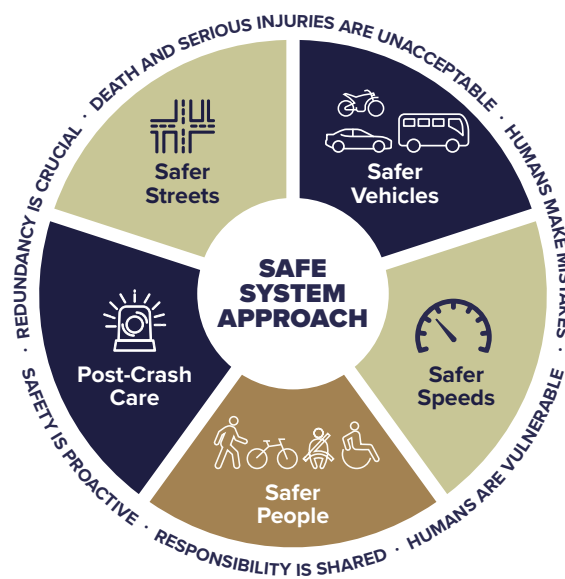 DEATH AND SERIOUS INJURIES ARE UNACCEPTABLE · HUMANS MAKE MISTAKES · HUMANS ARE VULNERABLE · RESPONSIBILITY IS SHARED · SAFETY IS PROACTIVE · REDUNDANCY IS CRUCIAL ·
Safer
Streets
Safer
Vehicles
SAFE
SYSTEM
APPROACH
Post-Crash
Care
Safer
Speeds
Safer
People